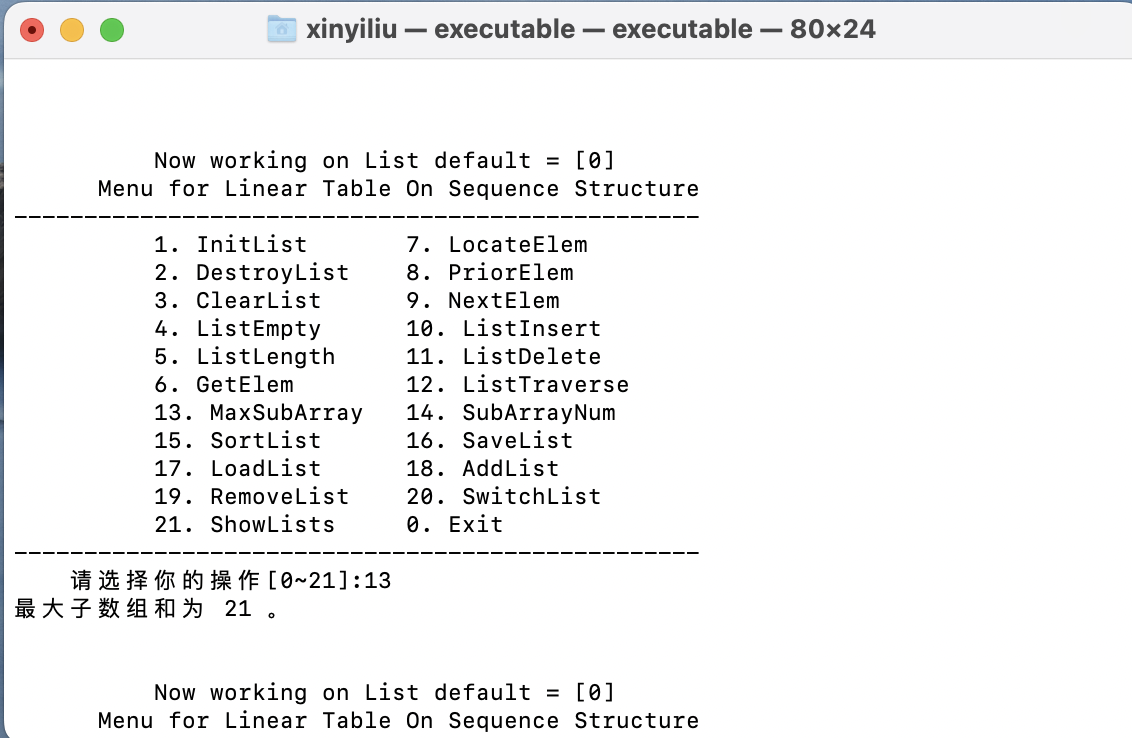 xinyiliu — executable — executable — 80×24
Now working on List default = [0]
Menu for Linear Table On Sequence Structure
-------------------------------------------------
1. InitList 7. LocateElem
2. DestroyList 8. PriorElem
3. ClearList 9. NextElem
4. ListEmpty 10. ListInsert
5. ListLength 11. ListDelete
6. GetElem 12. ListTraverse
13. MaxSubArray 14. SubArrayNum
15. SortList 16. SaveList
17. LoadList 18. AddList
19. RemoveList 20. SwitchList
21. ShowLists 0. Exit
-------------------------------------------------
请选择你的操作[0~21]:13
最大子数组和为 21 。
Now working on List default = [0]
Menu for Linear Table On Sequence Structure